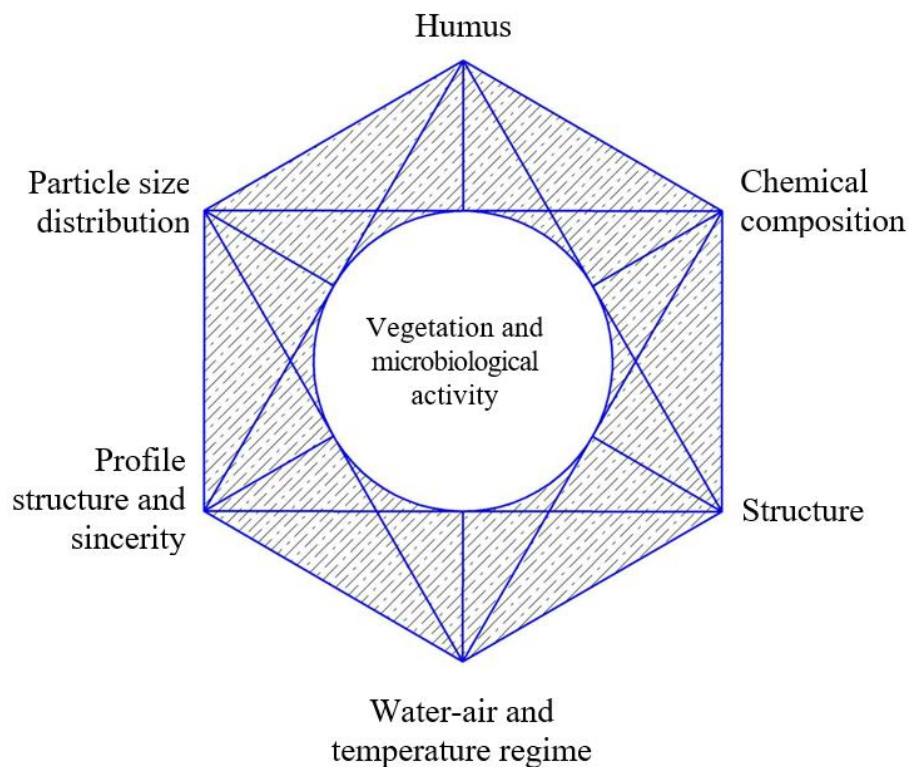 Humus
Particle size
distribution
Chemical
composition
Vegetation and
microbiological
activity
Profile
structure and
sincerity
Structure
Water-air and
temperature regime